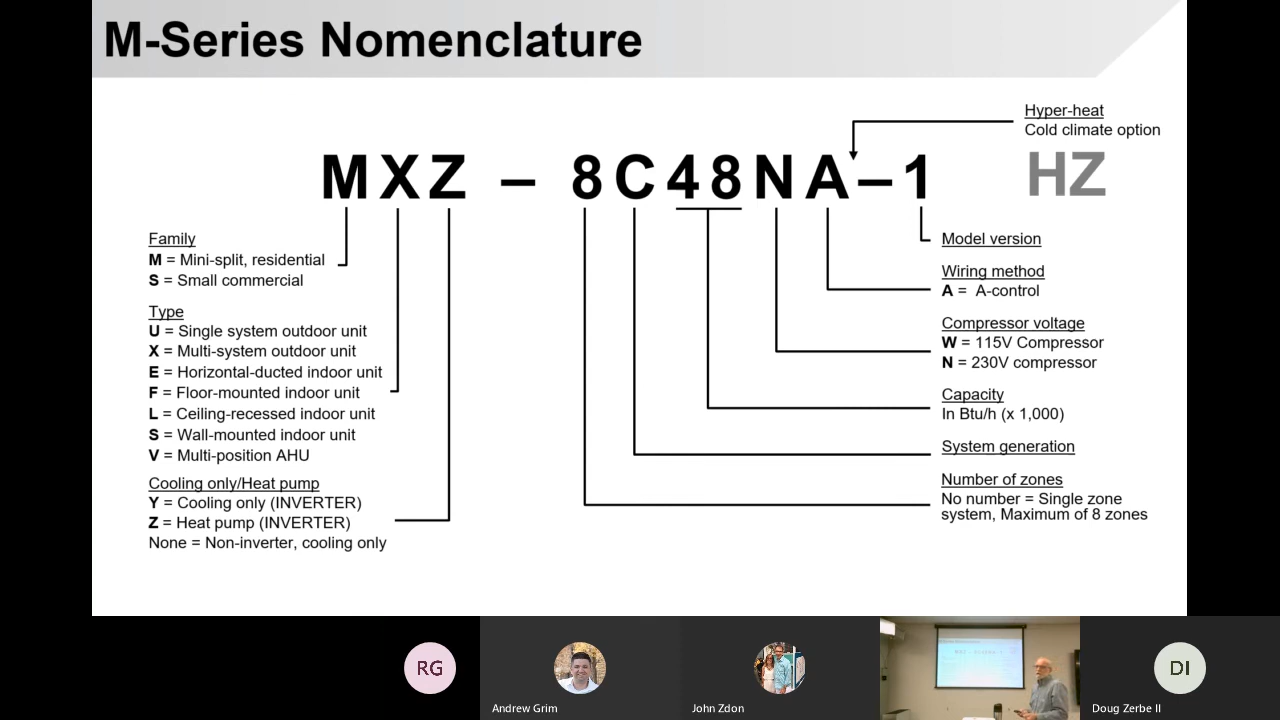 M-Series Nomenclature
Hyper-heat
Cold climate option
MXZ – 8C48NA–1 HZ
Family
M = Mini-split, residential
S = Small commercial
Type
U = Single system outdoor unit
X = Multi-system outdoor unit
E = Horizontal-ducted indoor unit
F = Floor-mounted indoor unit
L = Ceiling-recessed indoor unit
S = Wall-mounted indoor unit
V = Multi-position AHU
Cooling only/Heat pump
Y = Cooling only (INVERTER)
Z = Heat pump (INVERTER)
None = Non-inverter, cooling only
Model version
Wiring method
A = A-control
Compressor voltage
W = 115V Compressor
N = 230V compressor
Capacity
In Btu/h (x 1,000)
System generation
Number of zones
No number = Single zone
system, Maximum of 8 zones
RG
Andrew Grim
John Zdon
DI
Doug Zerbe II